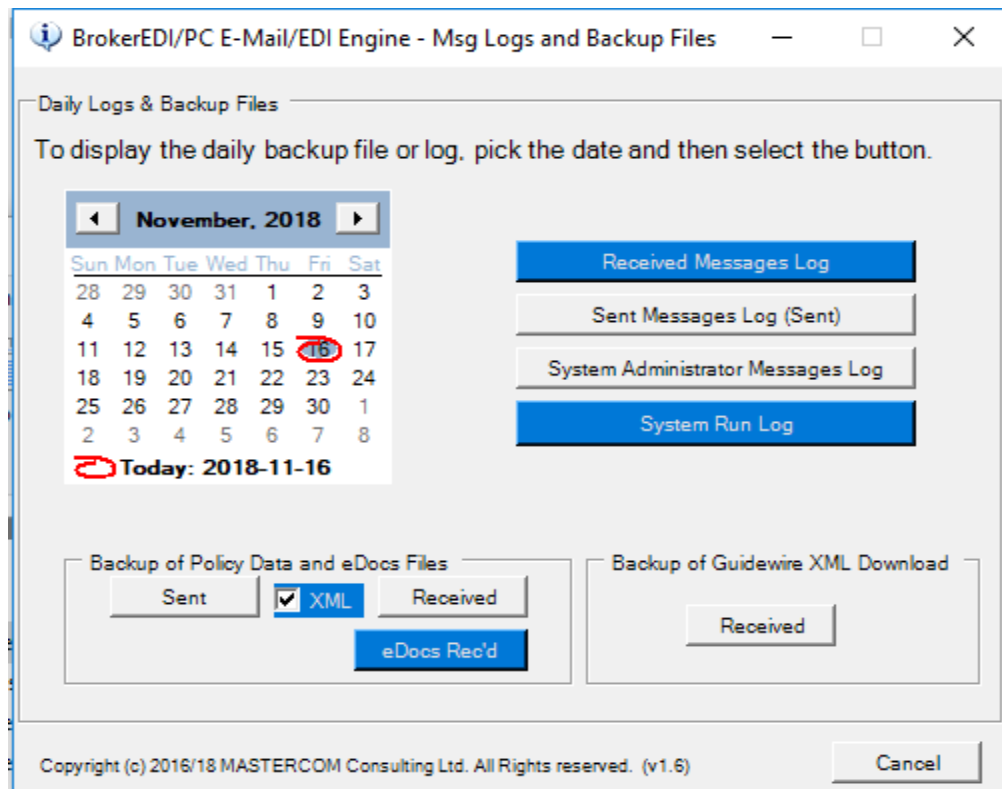 BrokerEDI/PC E-Mail/EDI Engine - Msg Logs and Backup Files
Daily Logs & Backup Files
To display the daily backup file or log, pick the date and then select the button.
November, 2018
Sun Mon Tue Wed Thu Fri Sat
28 29 30 31 1 2 3
4 5 6 7 8 9 10
11 12 13 14 15 16 17
18 19 20 21 22 23 24
25 26 27 28 29 30 1
2 3 4 5 6 7 8
Today: 2018-11-16
Received Messages Log
Sent Messages Log (Sent)
System Administrator Messages Log
System Run Log
Backup of Policy Data and eDocs Files
Sent XML Received
eDocs Rec'd
Backup of Guidewire XML Download
Received
Copyright (c) 2016/18 MASTERCOM Consulting Ltd. All Rights reserved. (v1.6)
Cancel